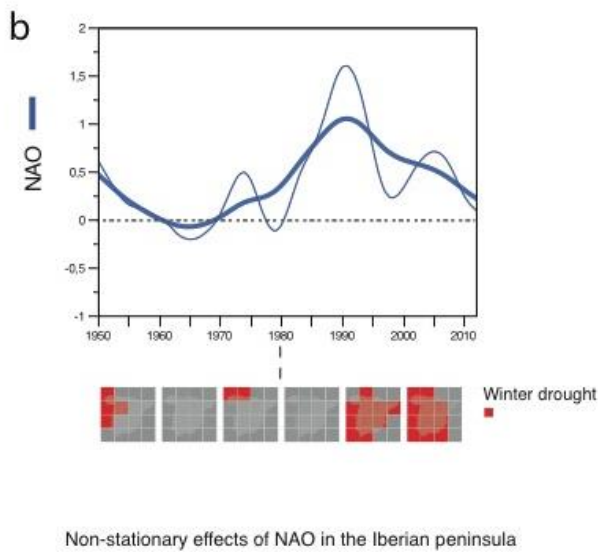 b
NAO
2
1,5
1
0,5
0
-0,5
-1
1950 1960 1970 1980 1990 2000 2010
Winter drought
Non-stationary effects of NAO in the Iberian peninsula